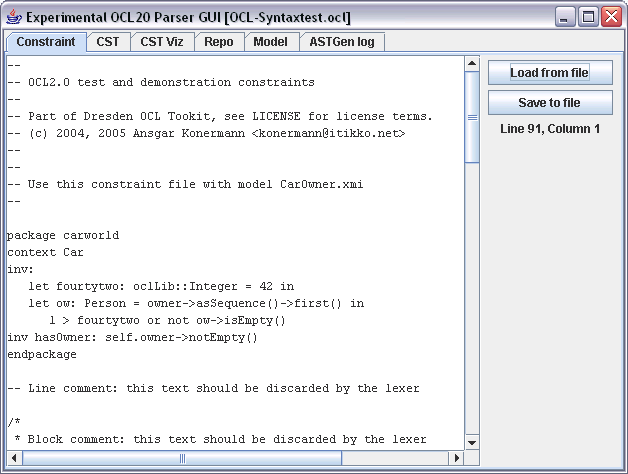 Experimental OCL20 Parser GUI [OCL-Syntaxtest.ocl]
Constraint CST CST Viz Repo Model ASTGen log
--
-- OCL2.0 test and demonstration constraints
--
-- Part of Dresden OCL Tookit, see LICENSE for license terms.
-- (c) 2004, 2005 Ansgar Konermann <konermann@itikko.net>
--
--
-- Use this constraint file with model CarOwner.xmi
--
package carworld
context Car
inv:
   let fourtytwo: oclLib::Integer = 42 in
   let ow: Person = owner->asSequence()->first() in
      1 > fourtytwo or not ow->isEmpty()
inv hasOwner: self.owner->notEmpty()
endpackage
-- Line comment: this text should be discarded by the lexer
/*
 * Block comment: this text should be discarded by the lexer
Load from file
Save to file
Line 91, Column 1